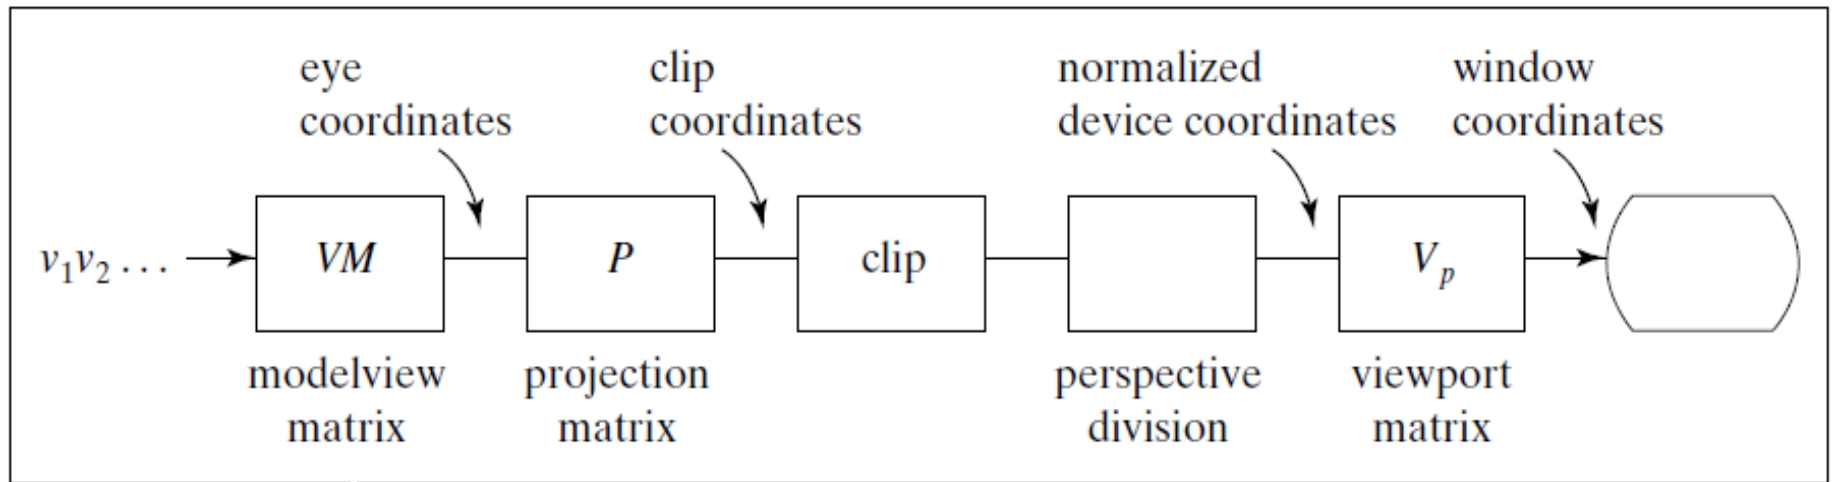 eye
coordinates
clip
coordinates
normalized
device coordinates
window
coordinates
v₁v₂ . . .
VM
P
clip
Vₚ
modelview
matrix
projection
matrix
perspective
division
viewport
matrix